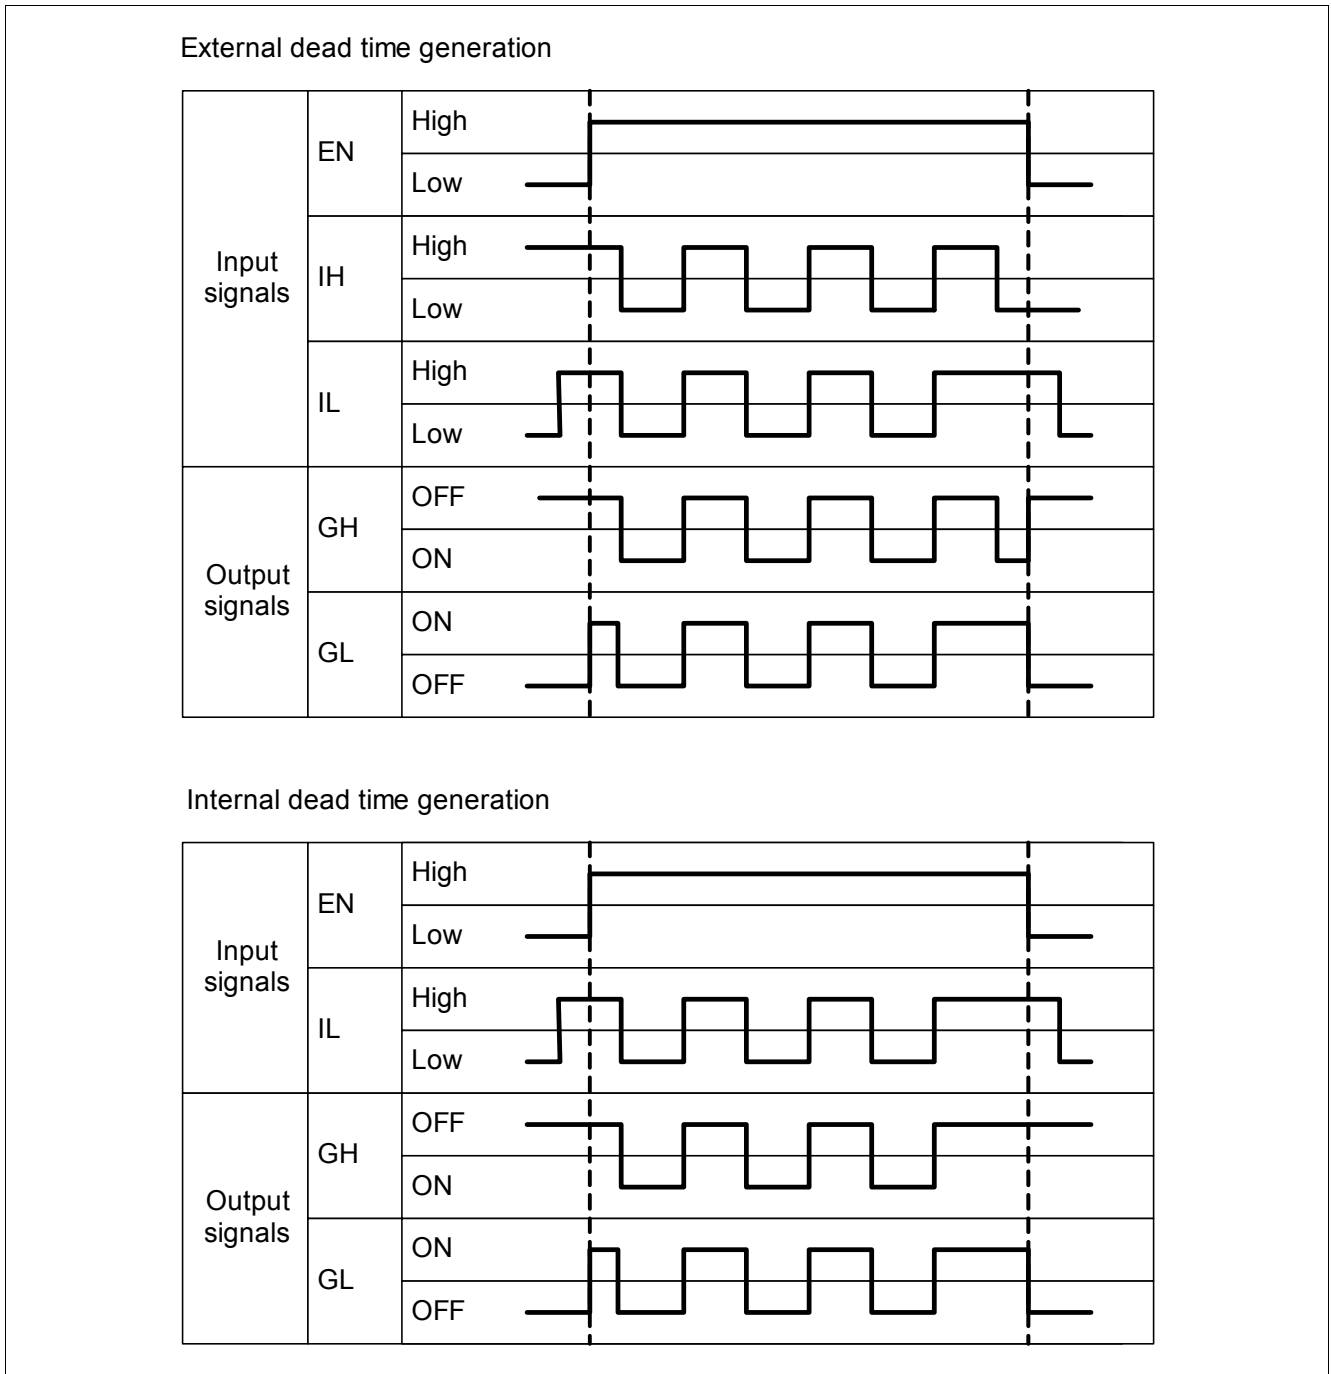 External dead time generation
Input
signals
EN
High
Low
IH
High
Low
IL
High
Low
Output
signals
GH
OFF
ON
GL
ON
OFF
Internal dead time generation
Input
signals
EN
High
Low
IL
High
Low
Output
signals
GH
OFF
ON
GL
ON
OFF